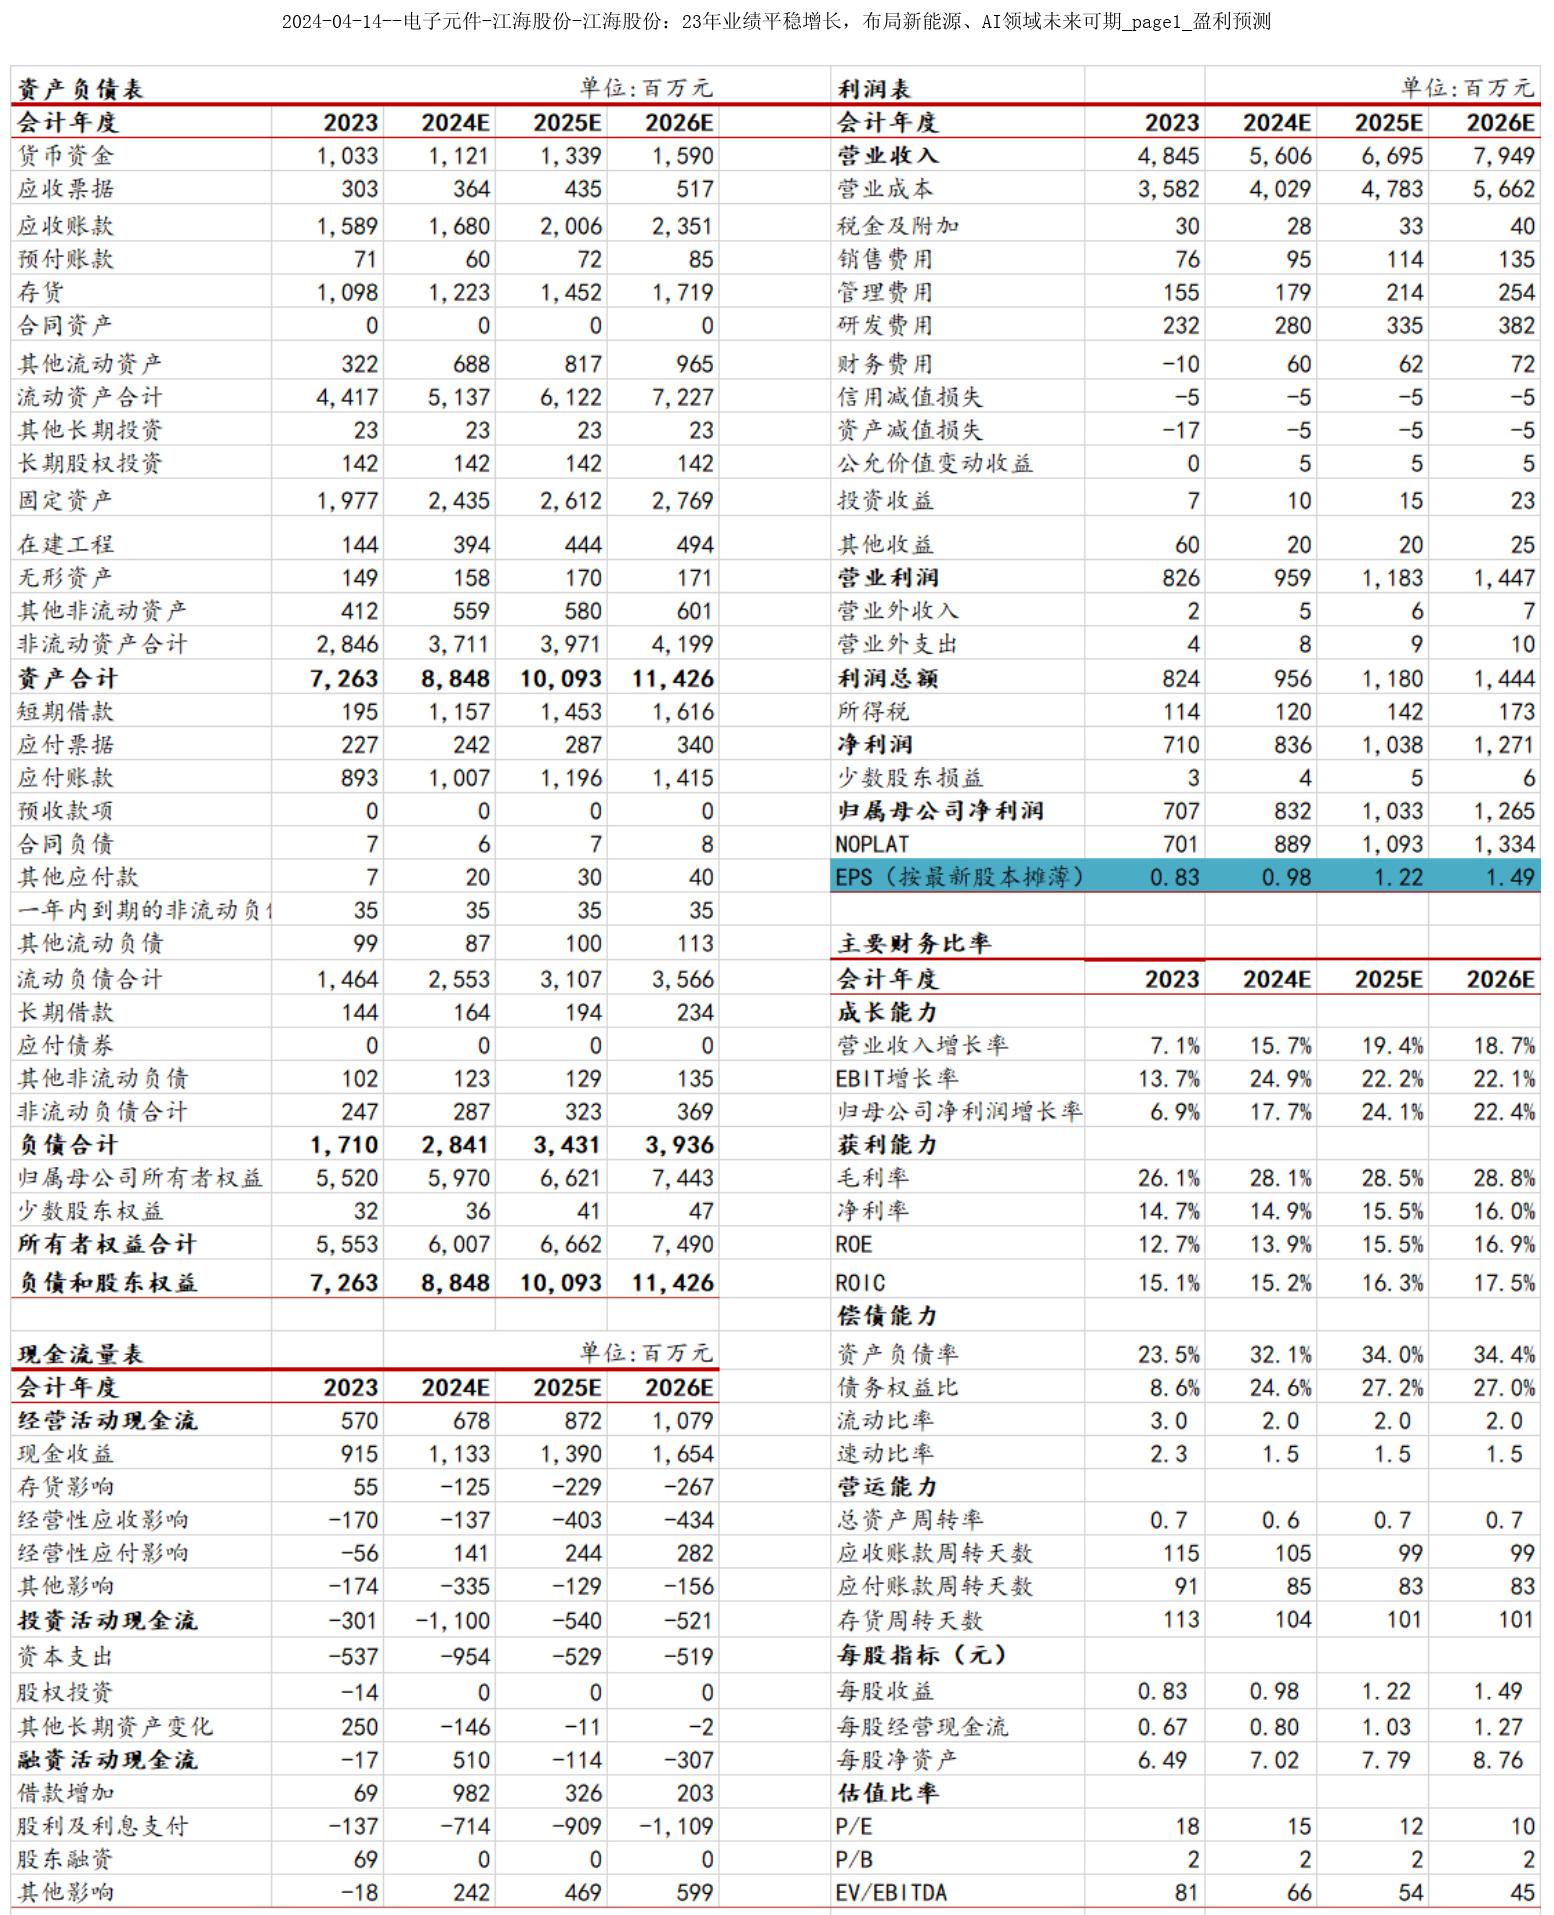 2024-04-14--电子元件-江海股份-江海股份：23年业绩平稳增长，布局新能源、AI领域未来可期_page1_盈利预测
资产负债表 单位:百万元
会计年度 2023 2024E 2025E 2026E
货币资金 1,033 1,121 1,339 1,590
应收票据 303 364 435 517
应收账款 1,589 1,680 2,006 2,351
预付账款 71 60 72 85
存货 1,098 1,223 1,452 1,719
合同资产 0 0 0 0
其他流动资产 322 688 817 965
流动资产合计 4,417 5,137 6,122 7,227
其他长期投资 23 23 23 23
长期股权投资 142 142 142 142
固定资产 1,977 2,435 2,612 2,769
在建工程 144 394 444 494
无形资产 149 158 170 171
其他非流动资产 412 559 580 601
非流动资产合计 2,846 3,711 3,971 4,199
资产合计 7,263 8,848 10,093 11,426
短期借款 195 1,157 1,453 1,616
应付票据 227 242 287 340
应付账款 893 1,007 1,196 1,415
预收款项 0 0 0 0
合同负债 7 6 7 8
其他应付款 7 20 30 40
一年内到期的非流动负 35 35 35 35
其他流动负债 99 87 100 113
流动负债合计 1,464 2,553 3,107 3,566
长期借款 144 164 194 234
应付债券 0 0 0 0
其他非流动负债 102 123 129 135
非流动负债合计 247 287 323 369
负债合计 1,710 2,841 3,431 3,936
归属母公司所有者权益 5,520 5,970 6,621 7,443
少数股东权益 32 36 41 47
所有者权益合计 5,553 6,007 6,662 7,490
负债和股东权益 7,263 8,848 10,093 11,426
现金流量表 单位:百万元
会计年度 2023 2024E 2025E 2026E
经营活动现金流 570 678 872 1,079
现金收益 915 1,133 1,390 1,654
存货影响 55 -125 -229 -267
经营性应收影响 -170 -137 -403 -434
经营性应付影响 -56 141 244 282
其他影响 -174 -335 -129 -156
投资活动现金流 -301 -1,100 -540 -521
资本支出 -537 -954 -529 -519
股权投资 -14 0 0 0
其他长期资产变化 250 -146 -11 -2
融资活动现金流 -17 510 -114 -307
借款增加 69 982 326 203
股利及利息支付 -137 -714 -909 -1,109
股东融资 69 0 0 0
其他影响 -18 242 469 599
利润表 单位:百万元
会计年度 2023 2024E 2025E 2026E
营业收入 4,845 5,606 6,695 7,949
营业成本 3,582 4,029 4,783 5,662
税金及附加 30 28 33 40
销售费用 76 95 114 135
管理费用 155 179 214 254
研发费用 232 280 335 382
财务费用 -10 60 62 72
信用减值损失 -5 -5 -5 -5
资产减值损失 -17 -5 -5 -5
公允价值变动收益 0 5 5 5
投资收益 7 10 15 23
其他收益 60 20 20 25
营业利润 826 959 1,183 1,447
营业外收入 2 5 6 7
营业外支出 4 8 9 10
利润总额 824 956 1,180 1,444
所得税 114 120 142 173
净利润 710 836 1,038 1,271
少数股东损益 3 4 5 6
归属母公司净利润 707 832 1,033 1,265
NOPLAT 701 889 1,093 1,334
EPS（按最新股本摊薄） 0.83 0.98 1.22 1.49
主要财务比率
会计年度 2023 2024E 2025E 2026E
成长能力
营业收入增长率 7.1% 15.7% 19.4% 18.7%
EBIT增长率 13.7% 24.9% 22.2% 22.1%
归母公司净利润增长率 6.9% 17.7% 24.1% 22.4%
获利能力
毛利率 26.1% 28.1% 28.5% 28.8%
净利率 14.7% 14.9% 15.5% 16.0%
ROE 12.7% 13.9% 15.5% 16.9%
ROIC 15.1% 15.2% 16.3% 17.5%
偿债能力
资产负债率 23.5% 32.1% 34.0% 34.4%
债务权益比 8.6% 24.6% 27.2% 27.0%
流动比率 3.0 2.0 2.0 2.0
速动比率 2.3 1.5 1.5 1.5
营运能力
总资产周转率 0.7 0.6 0.7 0.7
应收账款周转天数 115 105 99 99
应付账款周转天数 91 85 83 83
存货周转天数 113 104 101 101
每股指标（元）
每股收益 0.83 0.98 1.22 1.49
每股经营现金流 0.67 0.80 1.03 1.27
每股净资产 6.49 7.02 7.79 8.76
估值比率
P/E 18 15 12 10
P/B 2 2 2 2
EV/EBITDA 81 66 54 45